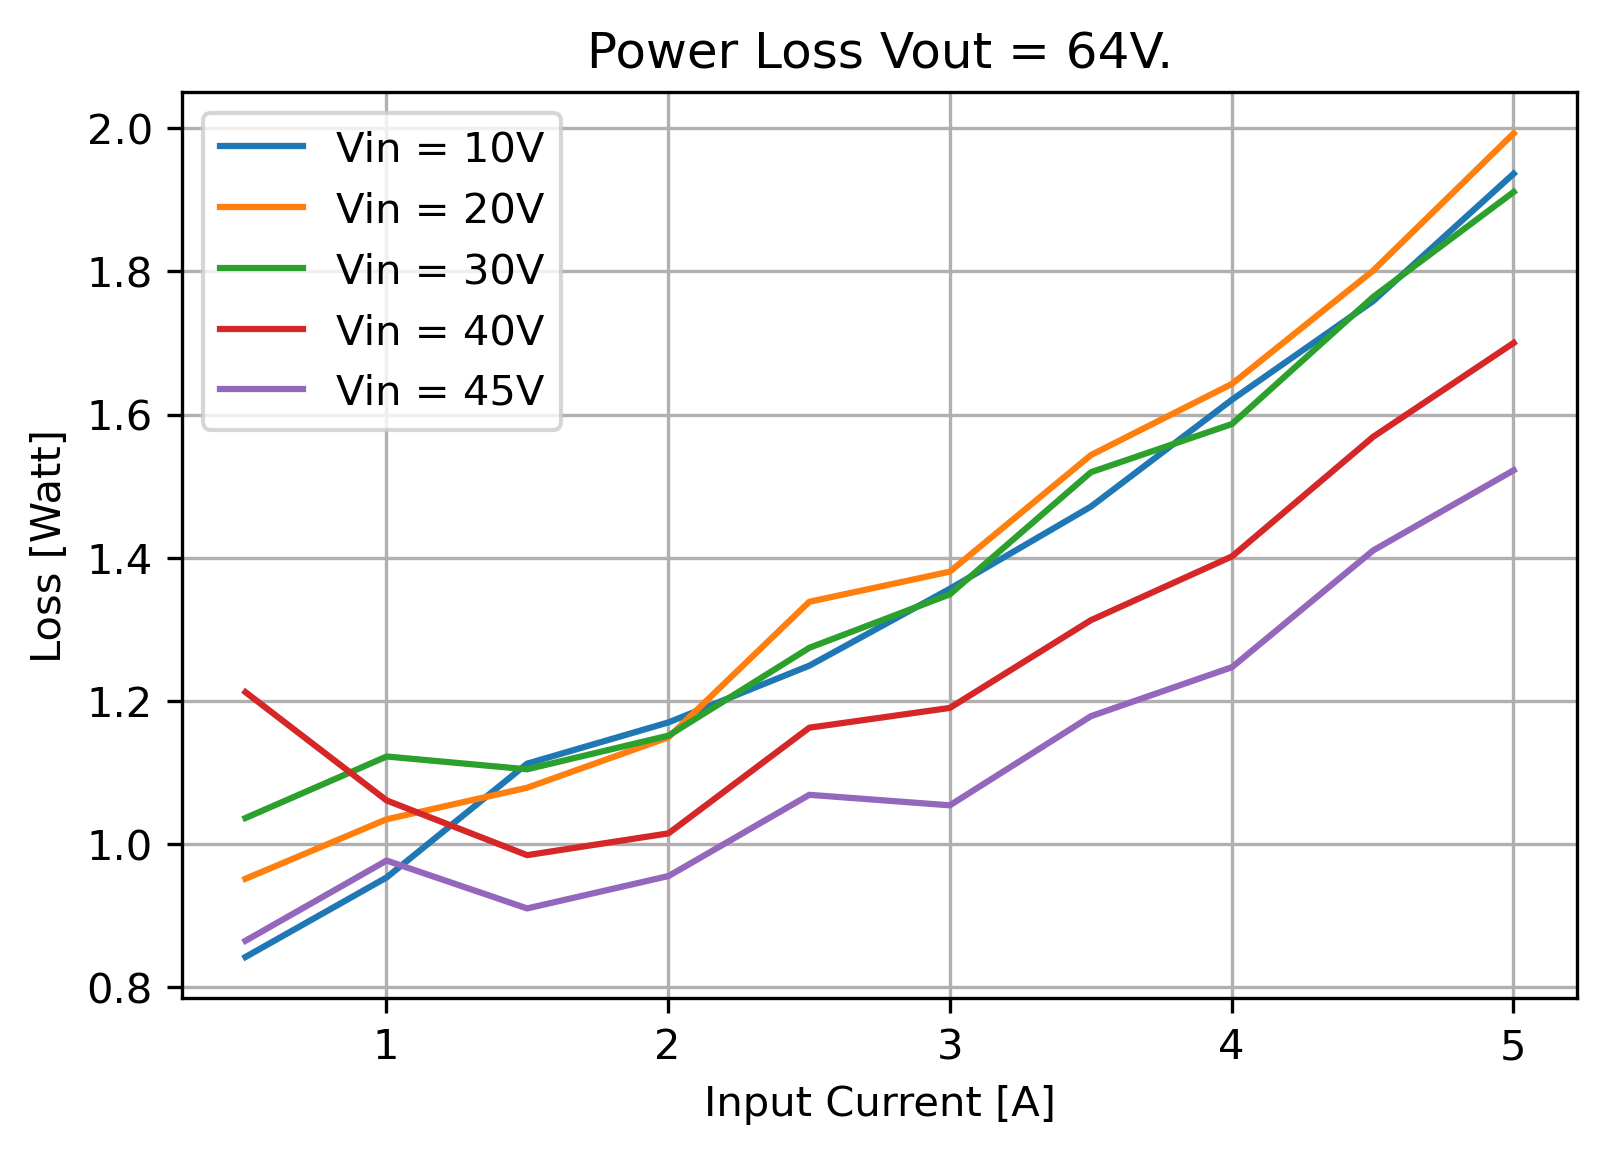 Power Loss Vout = 64V.
2.0
1.8
1.6
1.4
1.2
1.0
0.8
Loss [Watt]
Vin = 10V
Vin = 20V
Vin = 30V
Vin = 40V
Vin = 45V
1 2 3 4 5
Input Current [A]